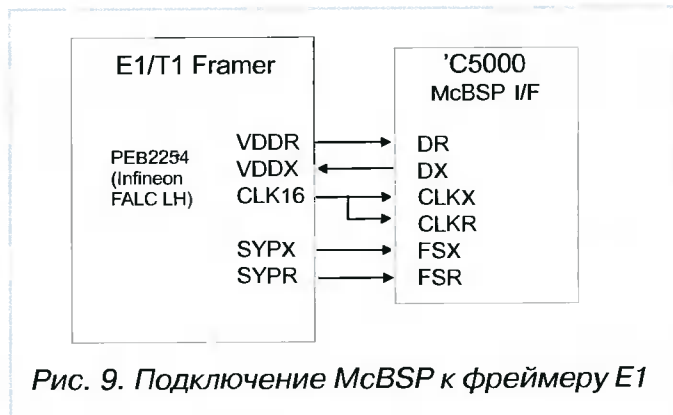 E1/T1 Framer
'C5000
McBSP I/F
PEB2254
(Infineon
FALC LH)
VDDR
DR
VDDX
DX
CLK16
CLKX
CLKR
SYPX
FSX
SYPR
FSR
Рис. 9. Подключение McBSP к фреймеру E1